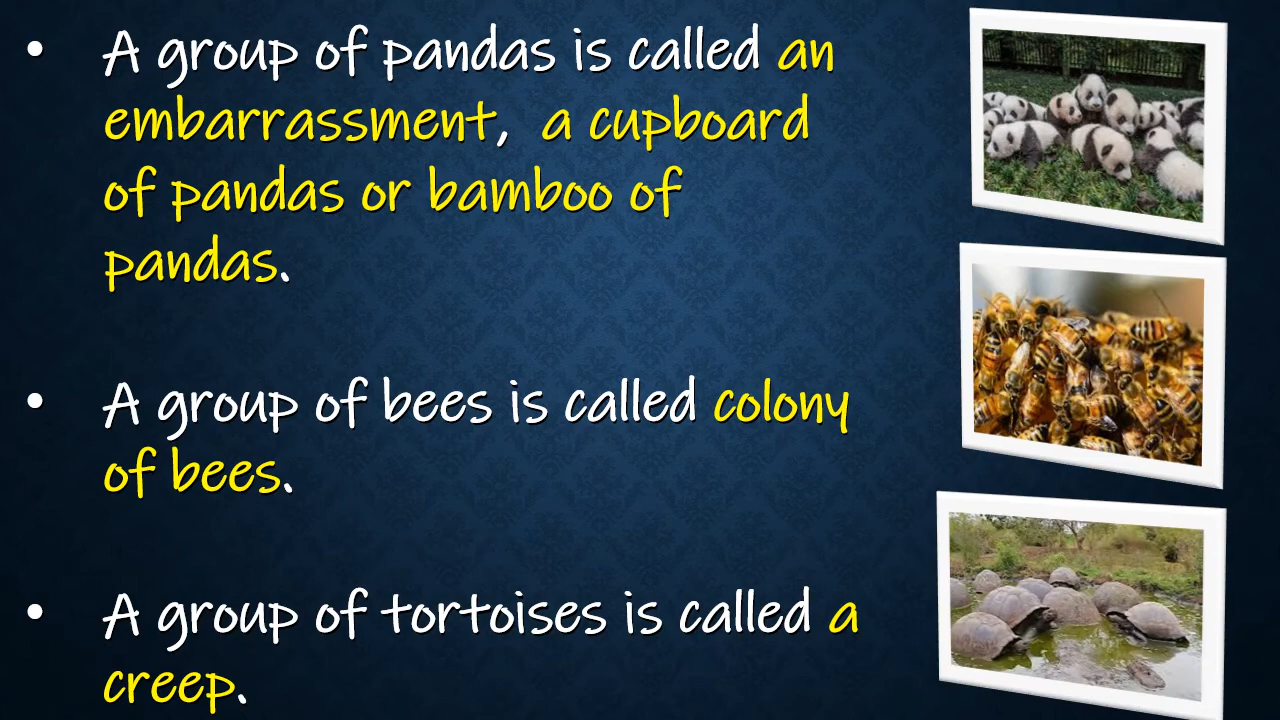 • A group of pandas is called an
embarrassment,  a cupboard
of pandas or bamboo of
pandas.
• A group of bees is called colony
of bees.
• A group of tortoises is called a
creep.